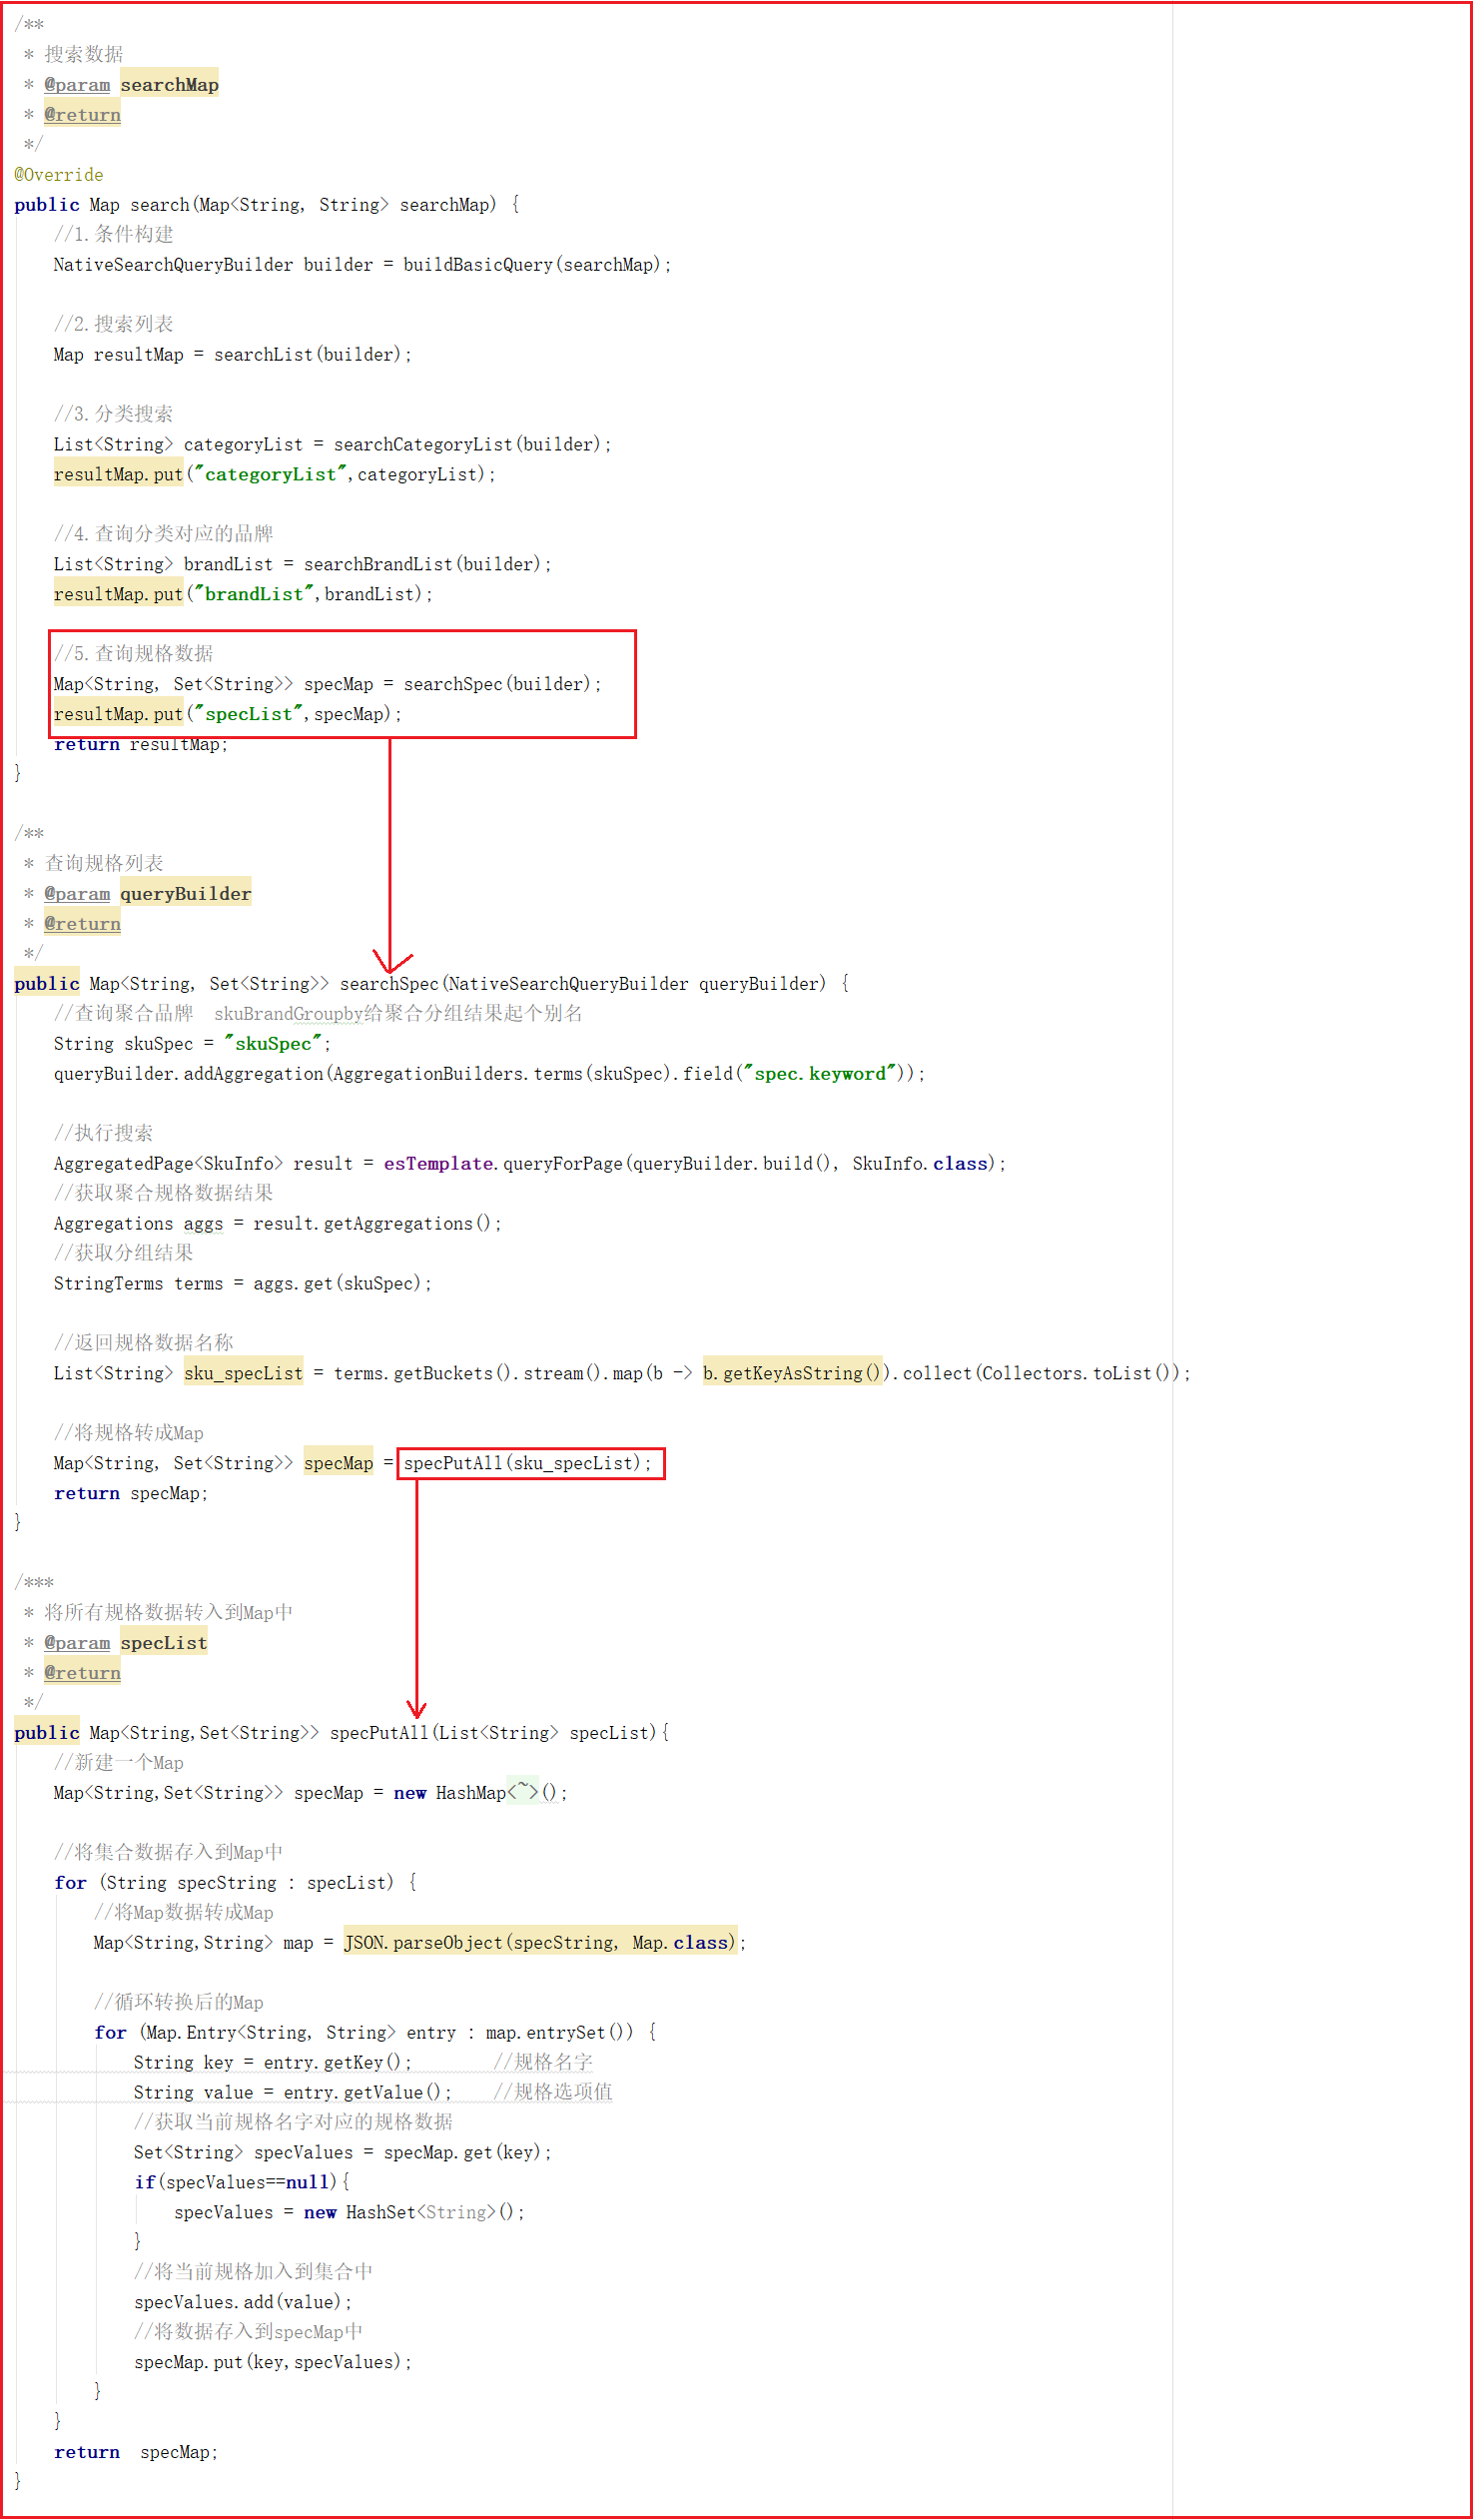 /**
 * 搜索数据
 * @param searchMap
 * @return
 */
@Override
public Map search(Map<String, String> searchMap) {
    //1.条件构建
    NativeSearchQueryBuilder builder = buildBasicQuery(searchMap);
    //2.搜索列表
    Map resultMap = searchList(builder);
    //3.分类搜索
    List<String> categoryList = searchCategoryList(builder);
    resultMap.put("categoryList",categoryList);
    //4.查询分类对应的品牌
    List<String> brandList = searchBrandList(builder);
    resultMap.put("brandList",brandList);
    //5.查询规格数据
    Map<String, Set<String>> specMap = searchSpec(builder);
    resultMap.put("specList",specMap);
    return resultMap;
}
/**
 * 查询规格列表
 * @param queryBuilder
 * @return
 */
public Map<String, Set<String>> searchSpec(NativeSearchQueryBuilder queryBuilder) {
    //查询聚合品牌  skuBrandGroupby给聚合分组结果起个别名
    String skuSpec = "skuSpec";
    queryBuilder.addAggregation(AggregationBuilders.terms(skuSpec).field("spec.keyword"));
    //执行搜索
    AggregatedPage<SkuInfo> result = esTemplate.queryForPage(queryBuilder.build(), SkuInfo.class);
    //获取聚合规格数据结果
    Aggregations aggs = result.getAggregations();
    //获取分组结果
    StringTerms terms = aggs.get(skuSpec);
    //返回规格数据名称
    List<String> sku_specList = terms.getBuckets().stream().map(b -> b.getKeyAsString()).collect(Collectors.toList());
    //将规格转成Map
    Map<String, Set<String>> specMap = specPutAll(sku_specList);
    return specMap;
}
/***
 * 将所有规格数据转入到Map中
 * @param specList
 * @return
 */
public Map<String,Set<String>> specPutAll(List<String> specList){
    //新建一个Map
    Map<String,Set<String>> specMap = new HashMap<~>();
    //将集合数据存入到Map中
    for (String specString : specList) {
        //将Map数据转成Map
        Map<String,String> map = JSON.parseObject(specString, Map.class);
        //循环转换后的Map
        for (Map.Entry<String, String> entry : map.entrySet()) {
            String key = entry.getKey();        //规格名字
            String value = entry.getValue();    //规格选项值
            //获取当前规格名字对应的规格数据
            Set<String> specValues = specMap.get(key);
            if(specValues==null){
                specValues = new HashSet<String>();
            }
            //将当前规格加入到集合中
            specValues.add(value);
            //将数据存入到specMap中
            specMap.put(key,specValues);
        }
    }
    return  specMap;
}